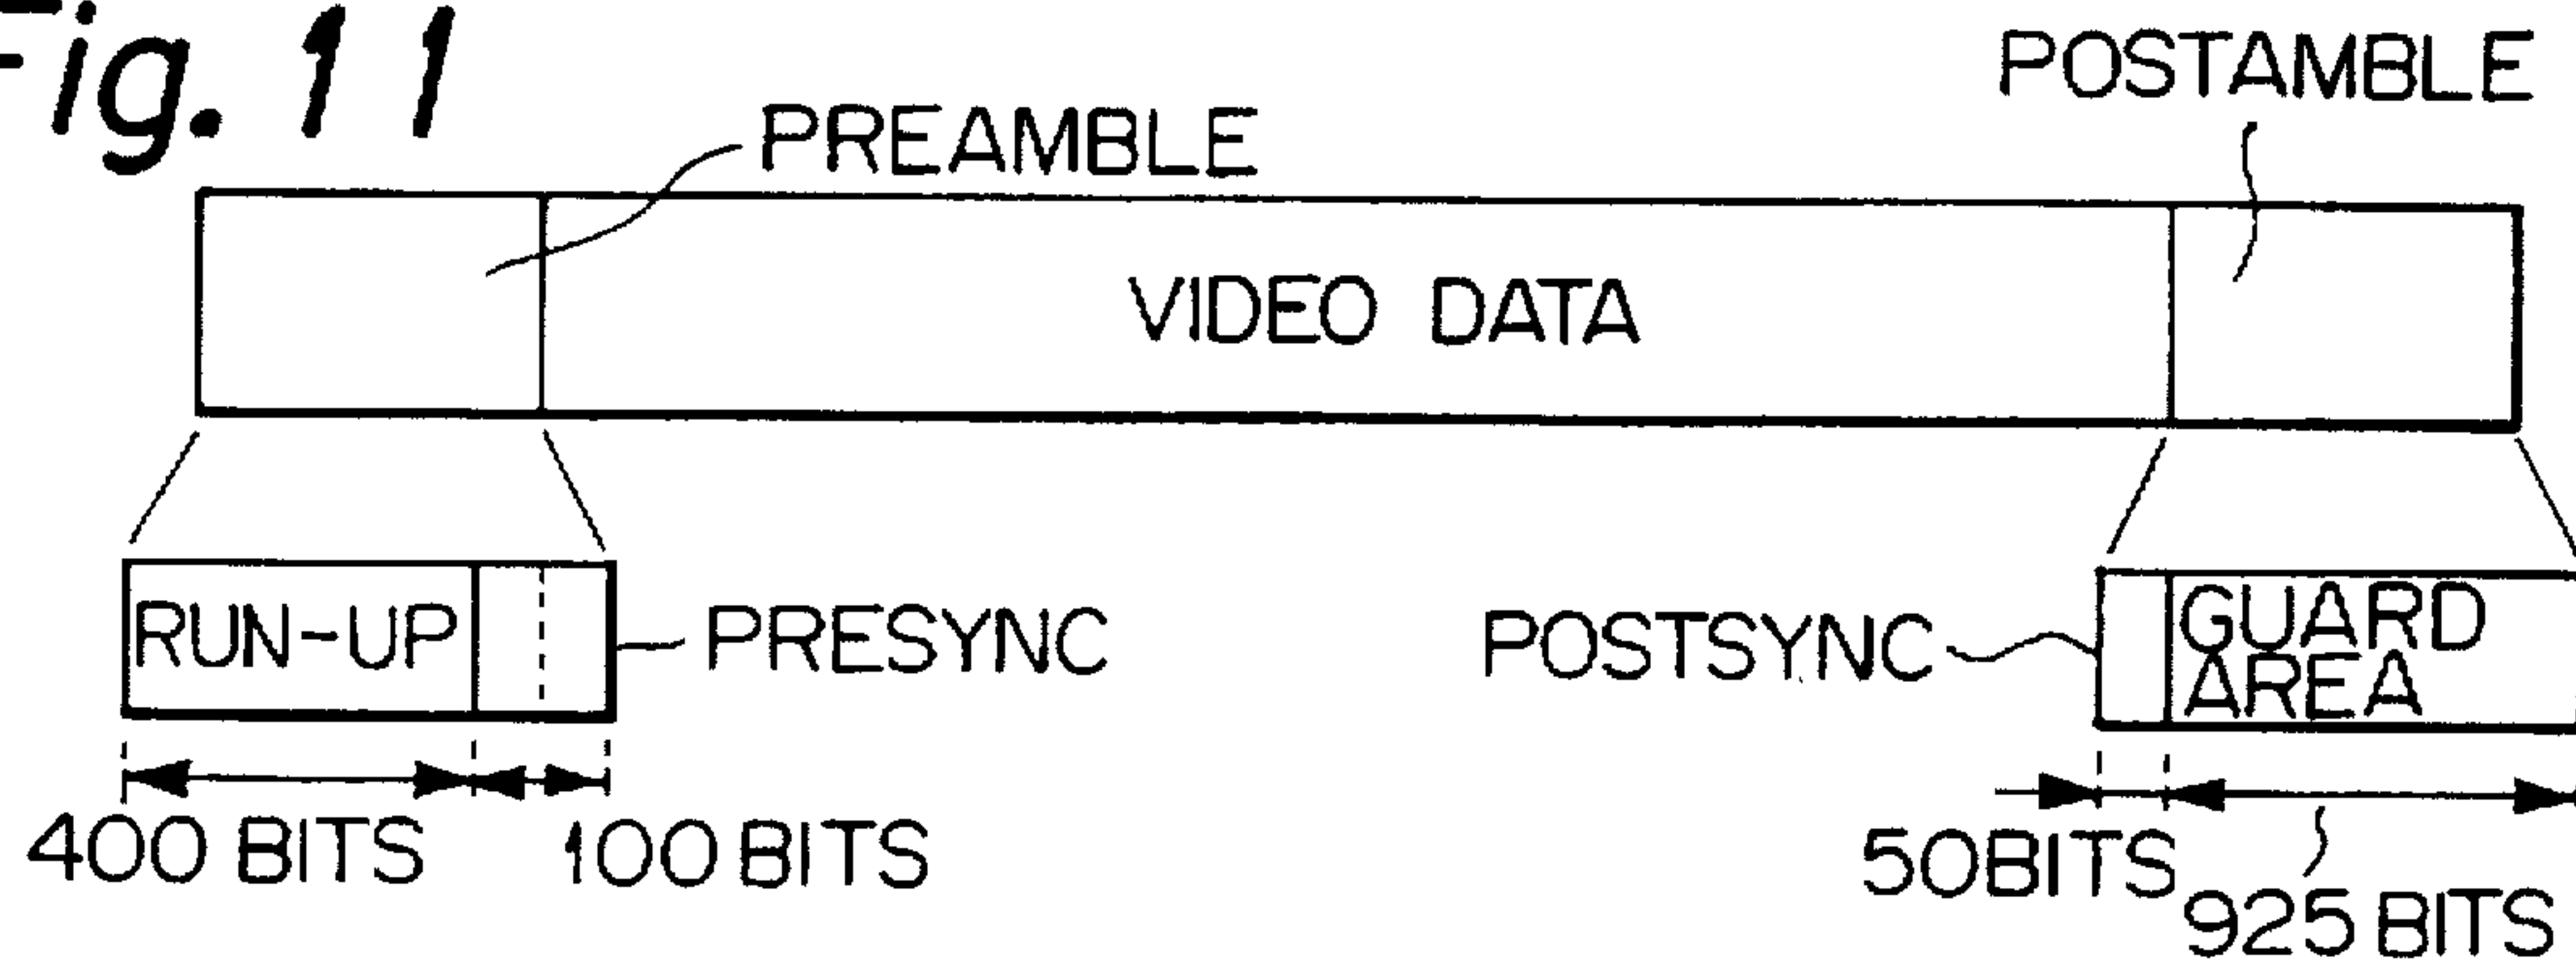 Fig. 11
POSTAMBLE
PREAMBLE
VIDEO DATA
RUN-UP
PRESYNC
POSTSYNC
GUARD
AREA
400 BITS
100 BITS
50BITS
925 BITS